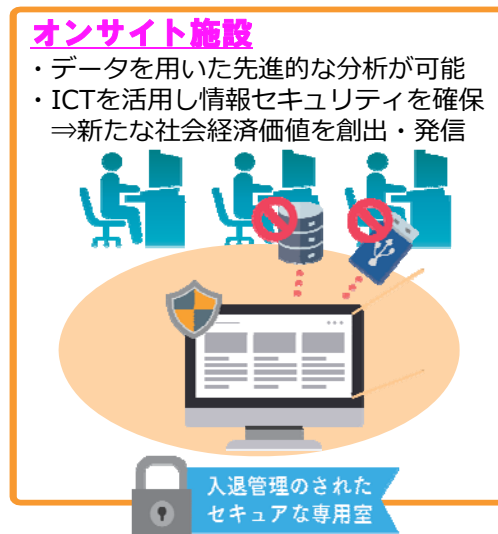 オンサイト施設
・データを用いた先進的な分析が可能
・ICTを活用し情報セキュリティを確保
⇒新たな社会経済価値を創出・発信
入退管理のされた
セキュアな専用室